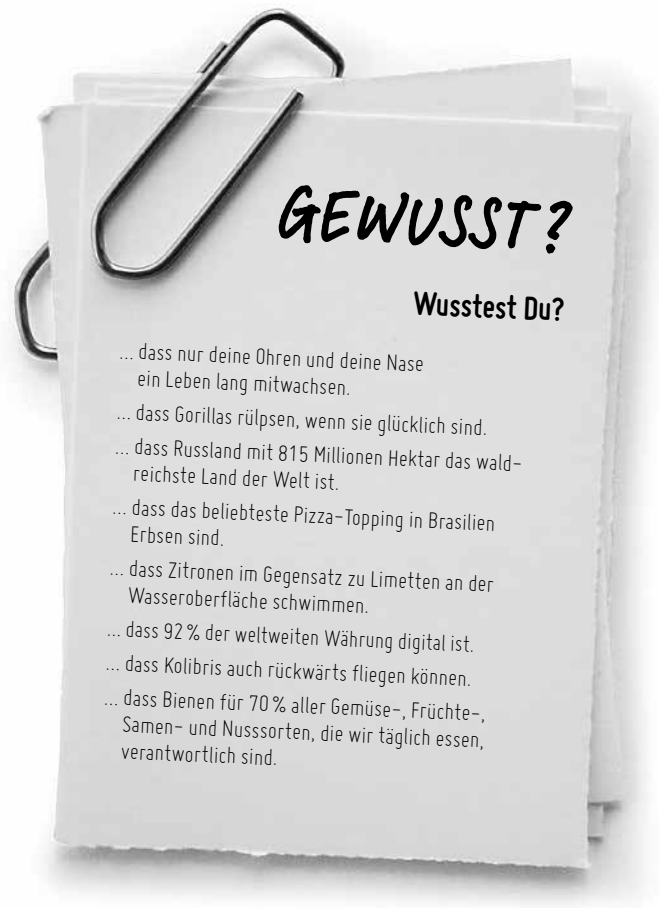 GEWUSST?
Wusstest Du?
... dass nur deine Ohren und deine Nase
ein Leben lang mitwachsen.
... dass Gorillas rülpsen, wenn sie glücklich sind.
... dass Russland mit 815 Millionen Hektar das wald-
reichste Land der Welt ist.
... dass das beliebteste Pizza-Topping in Brasilien
Erbsen sind.
... dass Zitronen im Gegensatz zu Limetten an der
Wasseroberfläche schwimmen.
... dass 92 % der weltweiten Währung digital ist.
... dass Kolibris auch rückwärts fliegen können.
... dass Bienen für 70 % aller Gemüse-, Früchte-,
Samen- und Nusssorten, die wir täglich essen,
verantwortlich sind.